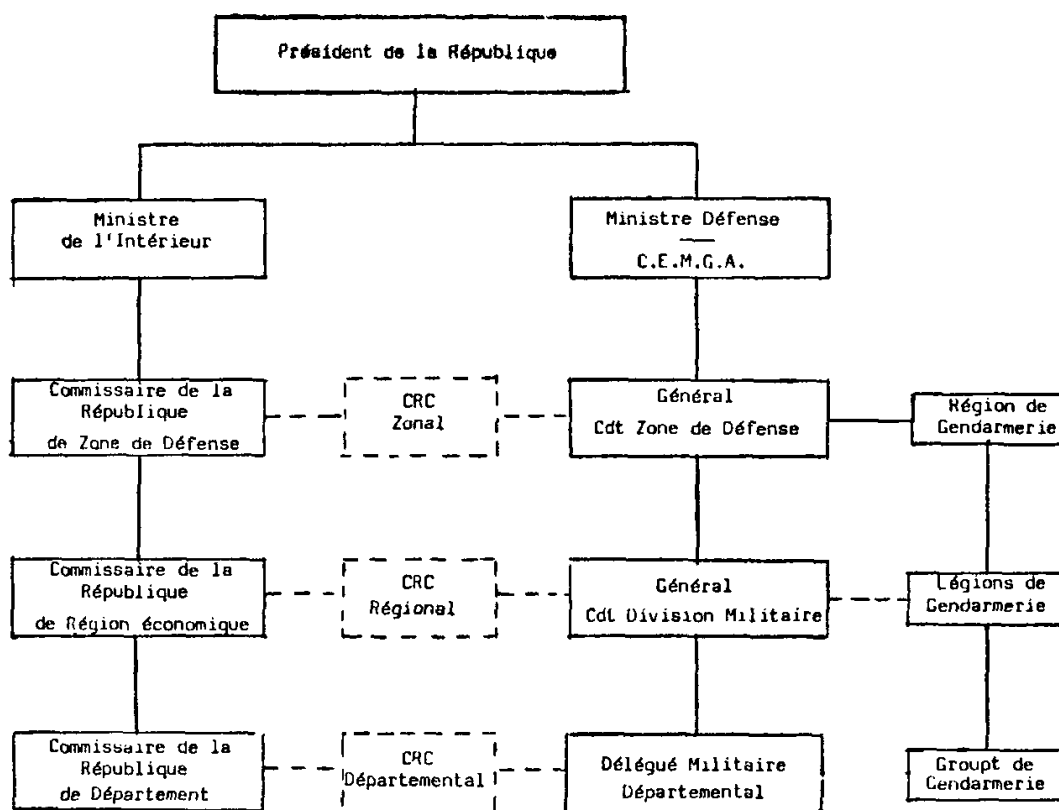 Président de la République
Ministre
de l'Intérieur
Ministre Défense
C.E.M.G.A.
Commissaire de la
République
de Zone de Défense
CRC
Zonal
Général
Cdt Zone de Défense
Région de
Gendarmerie
Commissaire de la
République
de Région économique
CRC
Régional
Général
Cdt Division Militaire
Légions de
Gendarmerie
Commissaire de la
République
de Département
CRC
Départemental
Délégué Militaire
Départemental
Groupt de
Gendarmerie